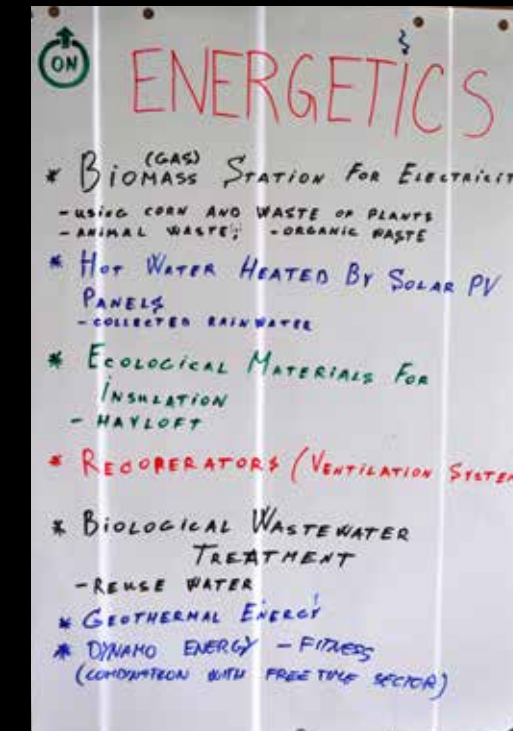 ON
ENERGETICS
* BIOMASS (GAS) STATION FOR ELECTRICIT
- USING CORN AND WASTE OF PLANTS
- ANIMAL WASTE, - ORGANIC WASTE
* HOT WATER HEATED BY SOLAR PV
PANELS
- COLLECTED RAINWATER
* ECOLOGICAL MATERIALS FOR
INSULATION
- HAYLOFT
* RECOPERATORS (VENTILATION SYSTEM
* BIOLOGICAL WASTEWATER
TREATMENT
- REUSE WATER
* GEOTHERMAL ENERGY
* DYNAMO ENERGY - FITNESS
(COMBINATION WITH FREE TIME SECTOR)